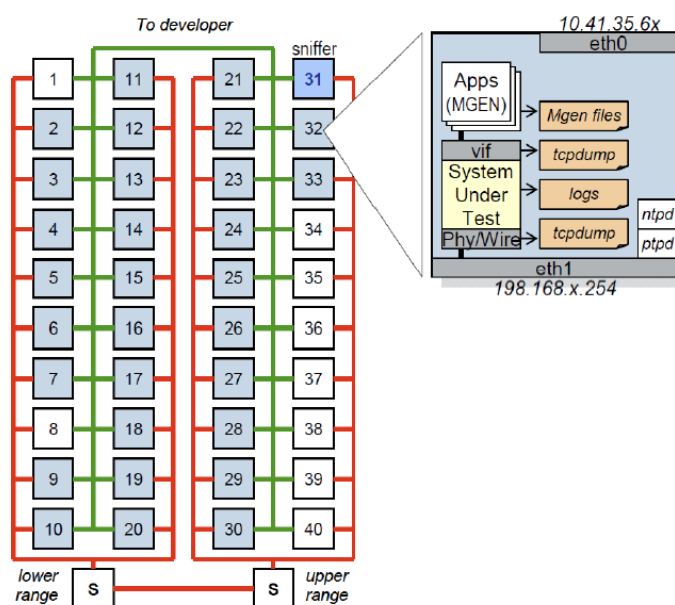 To developer
sniffer
1 11 21 31
2 12 22 32
3 13 23 33
4 14 24 34
5 15 25 35
6 16 26 36
7 17 27 37
8 18 28 38
9 19 29 39
10 20 30 40
lower
range
S
S
upper
range
10.41.35.6x
eth0
Apps
(MGEN)
Mgen files
vif
tcpdump
System
Under
Test
logs
Phy/Wire
tcpdump
ntpd
ptpd
eth1
198.168.x.254